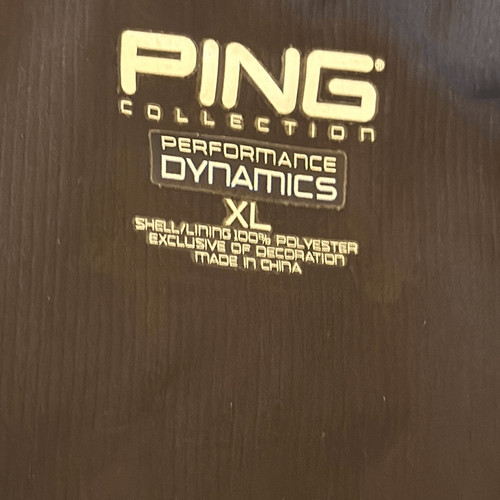 PING®
COLLECTION
PERFORMANCE
DYNAMICS
XL
SHELL/LINING 100% POLYESTER
EXCLUSIVE OF DECORATION
MADE IN CHINA